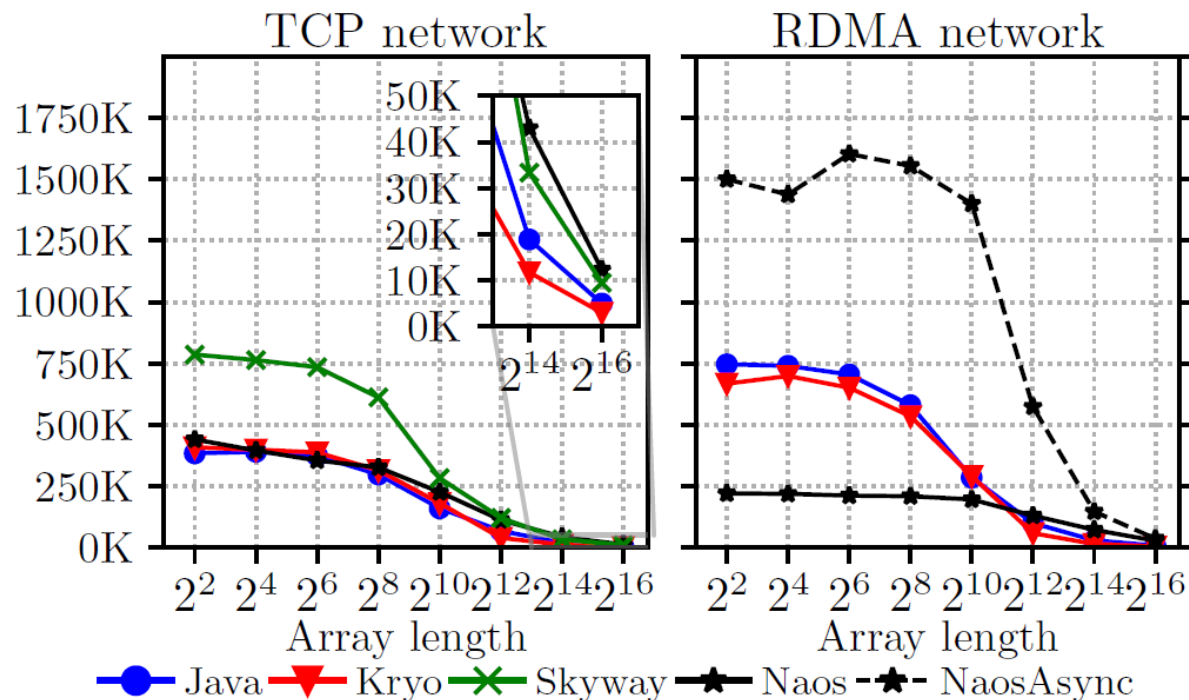 TCP network
RDMA network
1750K
1500K
1250K
1000K
750K
500K
250K
0K
50K
40K
30K
20K
10K
0K
2^14 2^16
2^2 2^4 2^6 2^8 2^10 2^12 2^14 2^16
2^2 2^4 2^6 2^8 2^10 2^12 2^14 2^16
Array length
Array length
Java Kryo Skyway Naos NaosAsync